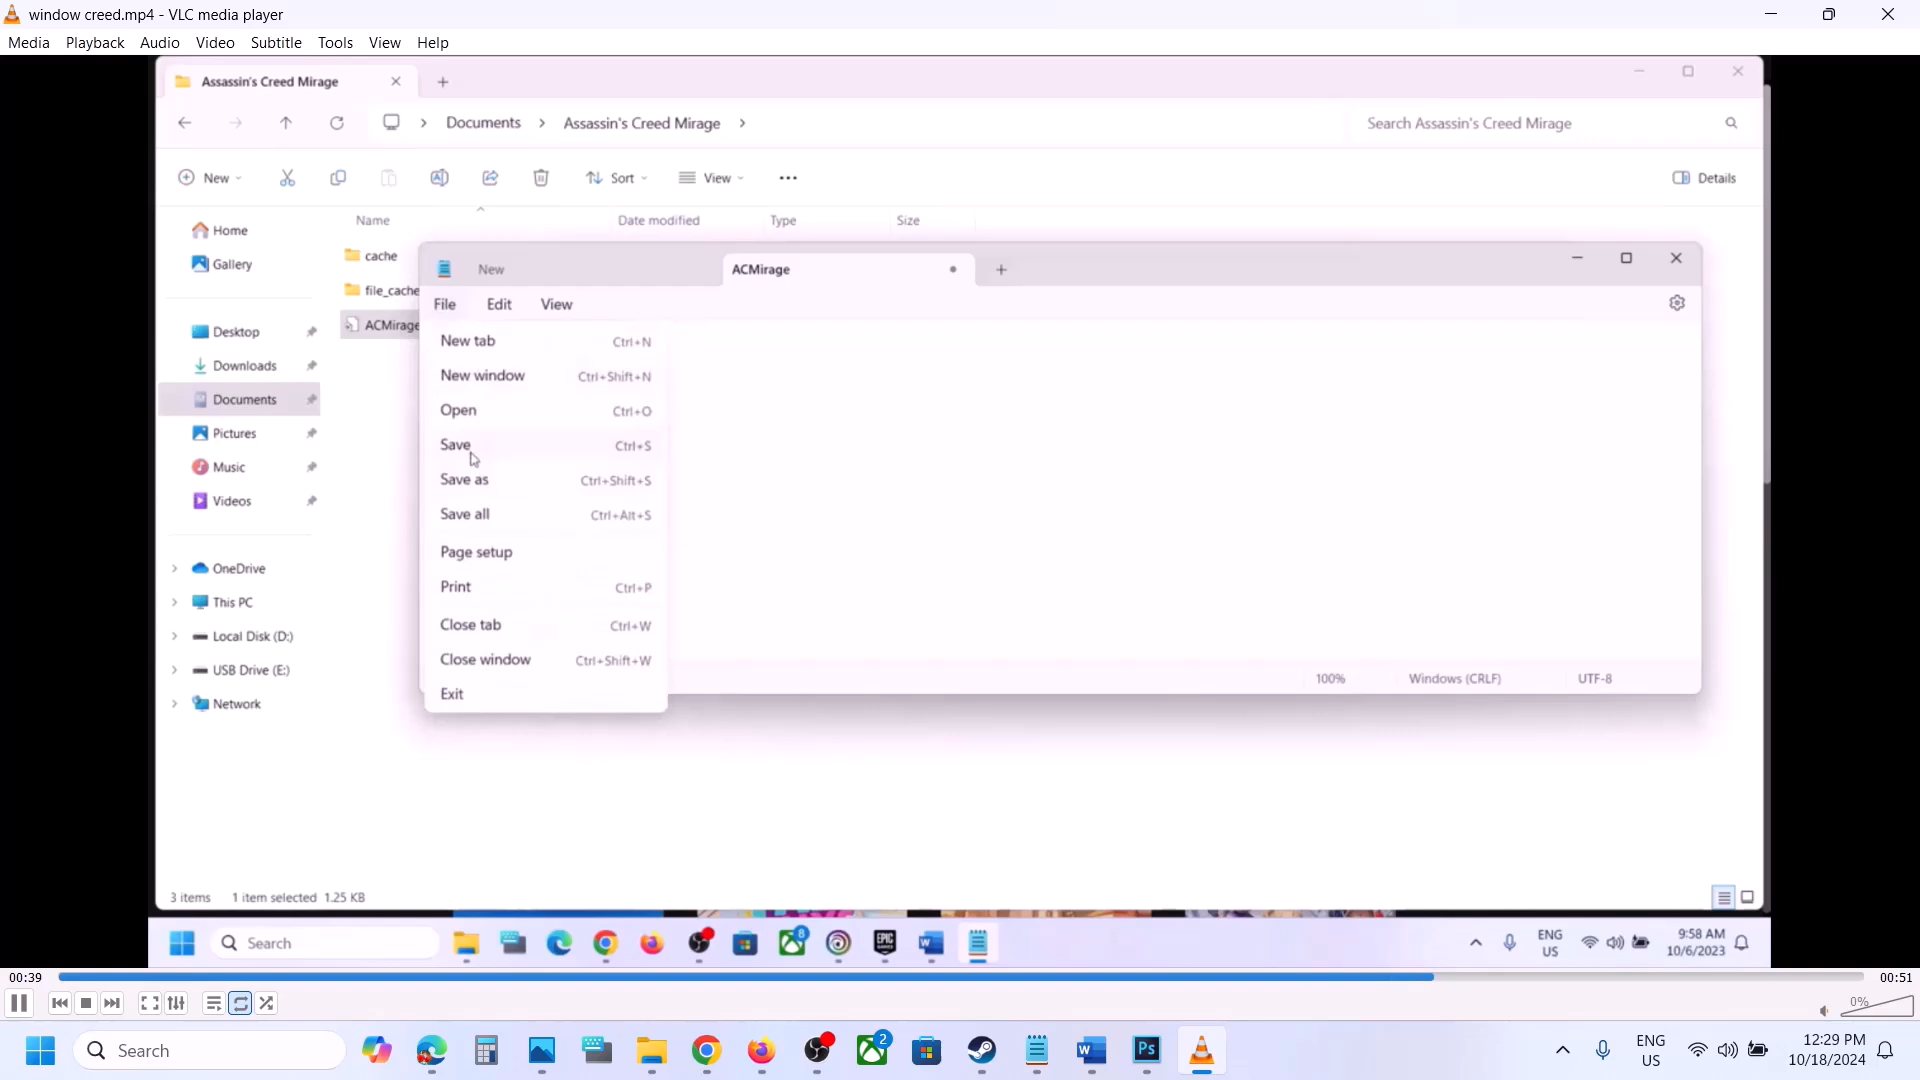 window creed.mp4 - VLC media player
Media Playback Audio Video Subtitle Tools View Help
Assassin's Creed Mirage
Documents Assassin's Creed Mirage
Search Assassin's Creed Mirage
New Sort View Details
Name Date modified Type Size
Home
Gallery
Desktop
Downloads
Documents
Pictures
Music
Videos
OneDrive
This PC
Local Disk (D:)
USB Drive (E:)
Network
cache
file_cache
ACMirage
New ACMirage
File Edit View
New tab Ctrl+N
New window Ctrl+Shift+N
Open Ctrl+O
Save Ctrl+S
Save as Ctrl+Shift+S
Save all Ctrl+Alt+S
Page setup
Print Ctrl+P
Close tab Ctrl+W
Close window Ctrl+Shift+W
Exit
100% Windows (CRLF) UTF-8
3 items 1 item selected 1.25 KB
Search
8
EPIC GAMES
ENG
US
9:58 AM
10/6/2023
00:39 00:51
0%
Search
2
Ps
ENG
US
12:29 PM
10/18/2024